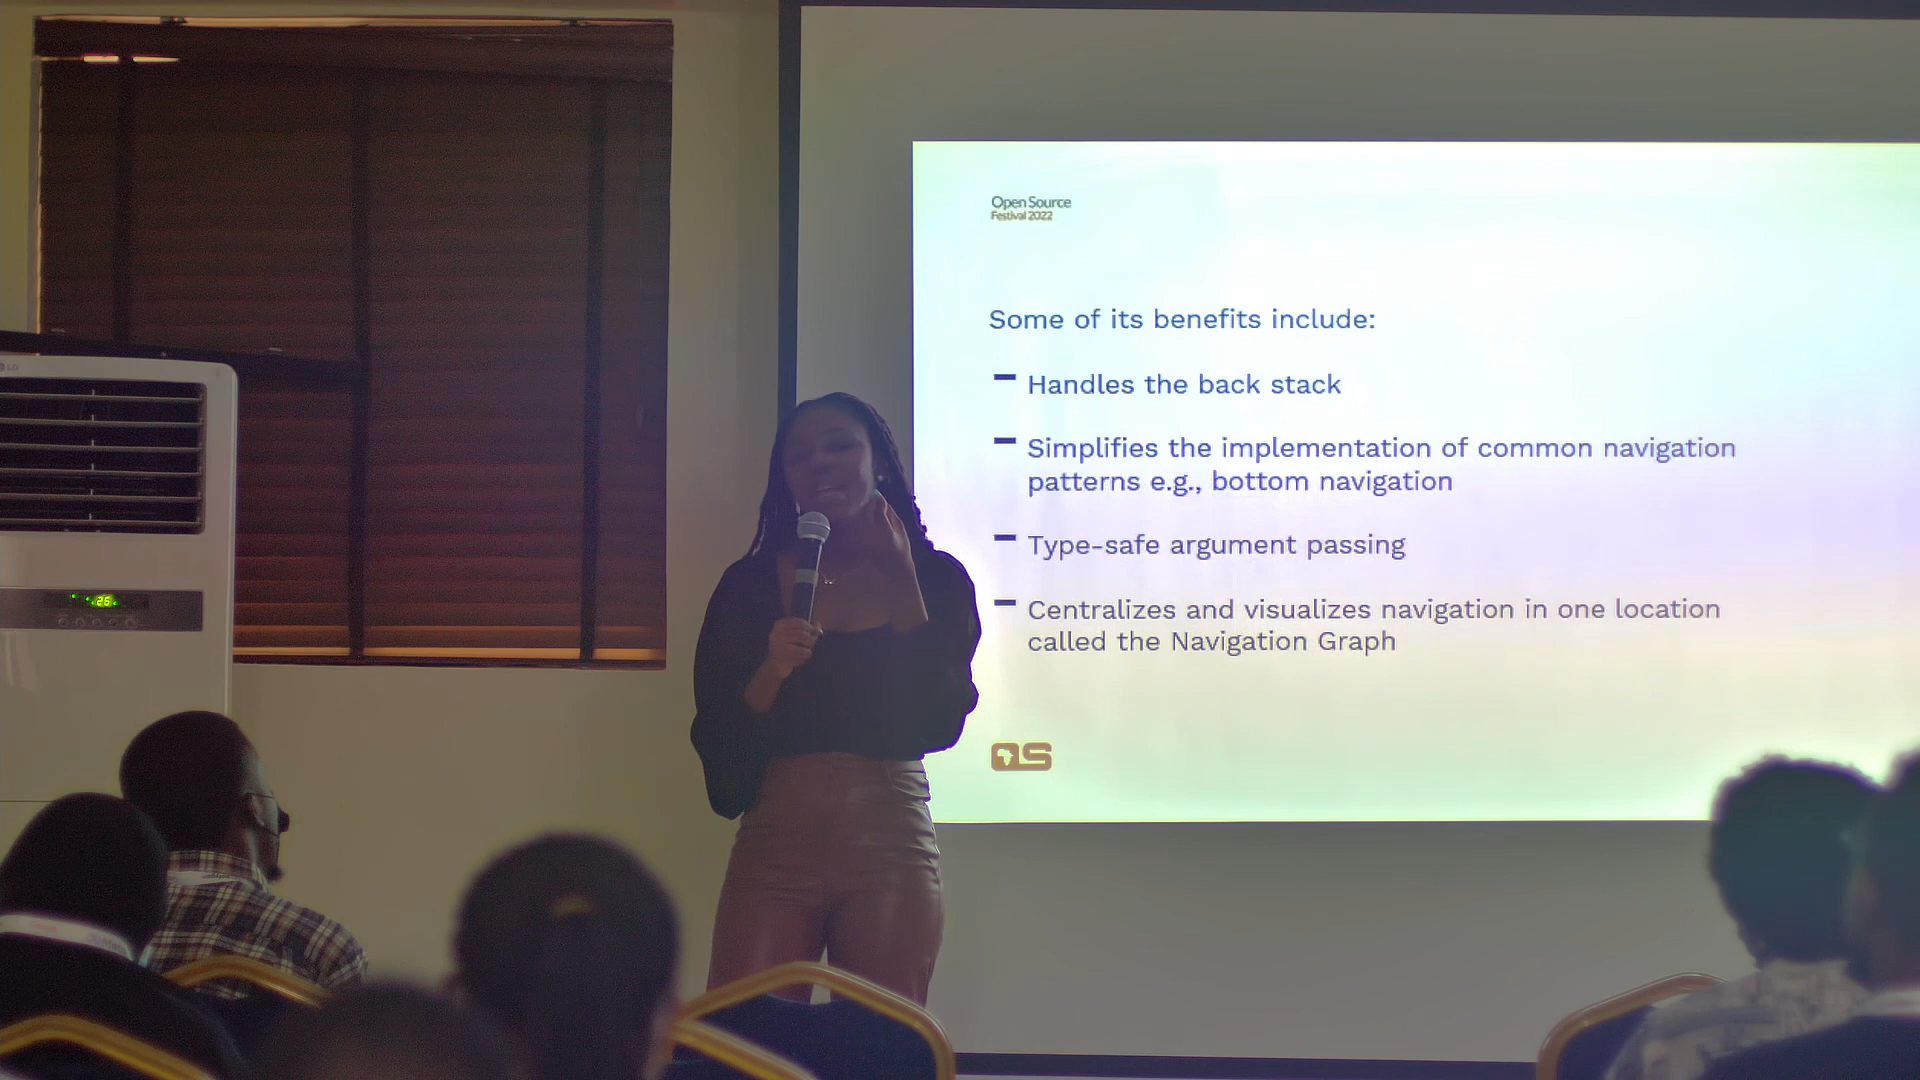 Open Source
Festival 2022
Some of its benefits include:
Handles the back stack
Simplifies the implementation of common navigation
patterns e.g., bottom navigation
Type-safe argument passing
Centralizes and visualizes navigation in one location
called the Navigation Graph
OS
LG
26